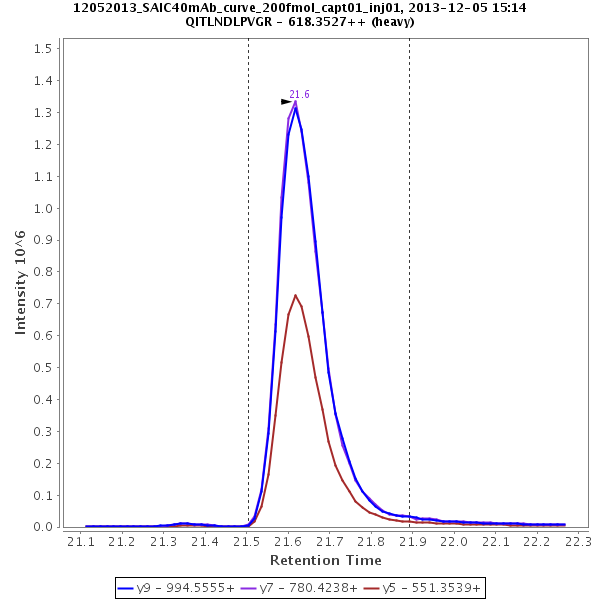 12052013_SAIC40mAb_curve_200fmol_capt01_inj01, 2013-12-05 15:14
QITLNDLPVGR - 618.3527++ (heavy)
21.6
1.5
1.4
1.3
1.2
1.1
1.0
0.9
0.8
0.7
0.6
0.5
0.4
0.3
0.2
0.1
0.0
Intensity 10^6
21.1 21.2 21.3 21.4 21.5 21.6 21.7 21.8 21.9 22.0 22.1 22.2 22.3
Retention Time
y9 - 994.5555+ y7 - 780.4238+ y5 - 551.3539+